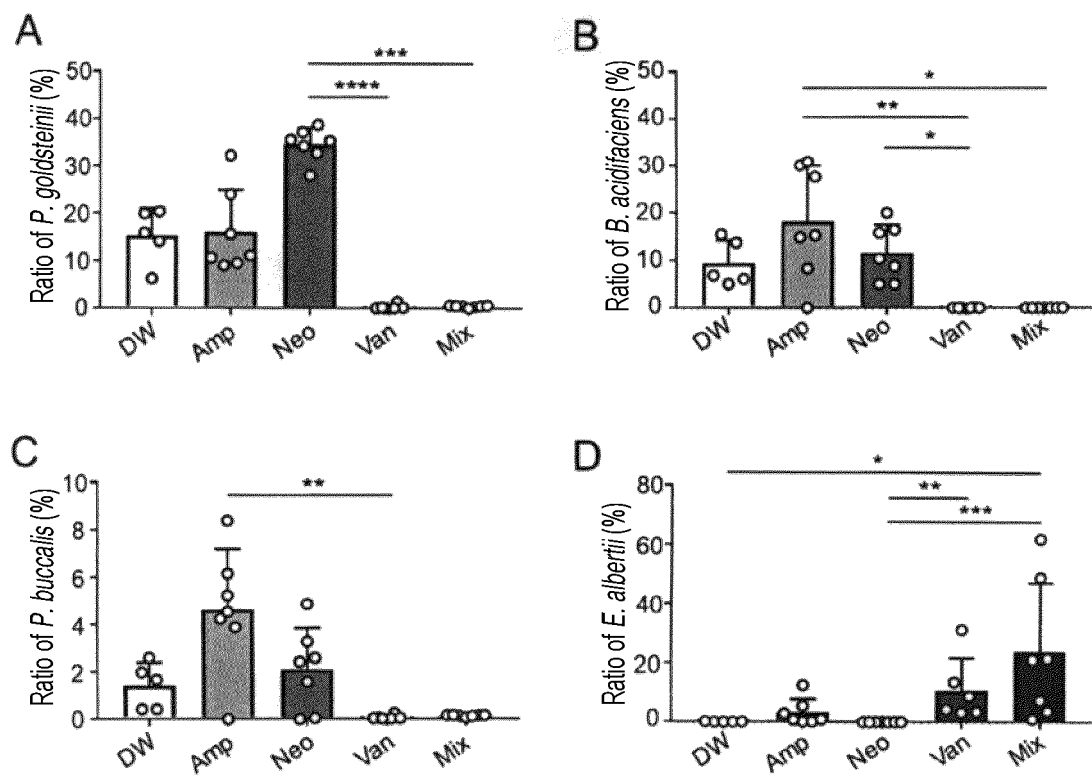 A
Ratio of P. goldsteinii (%)
50
40
30
20
10
0
***
****
DW
Amp
Neo
Van
Mix
B
Ratio of B. acidifaciens (%)
50
40
30
20
10
0
*
**
*
DW
Amp
Neo
Van
Mix
C
Ratio of P. buccalis (%)
10
8
6
4
2
0
**
DW
Amp
Neo
Van
Mix
D
Ratio of E. albertii (%)
80
60
40
20
0
*
**
***
DW
Amp
Neo
Van
Mix